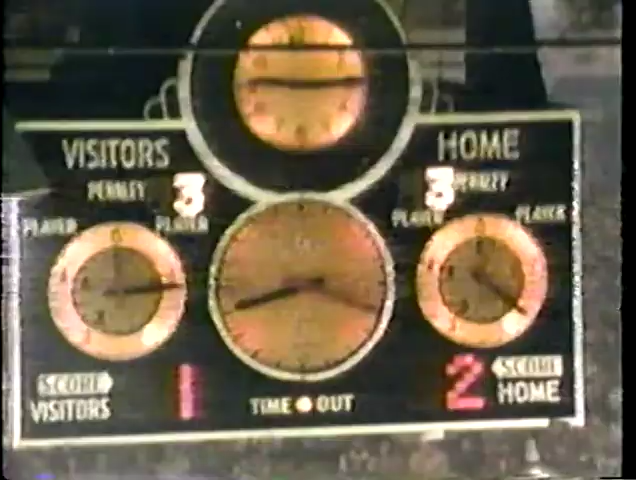 VISITORS
HOME
PENALTY
3
3
PENALTY
PLAYER
PLAYER
PLAYER
PLAYER
SCORE
VISITORS
1
TIME OUT
2
SCORE
HOME